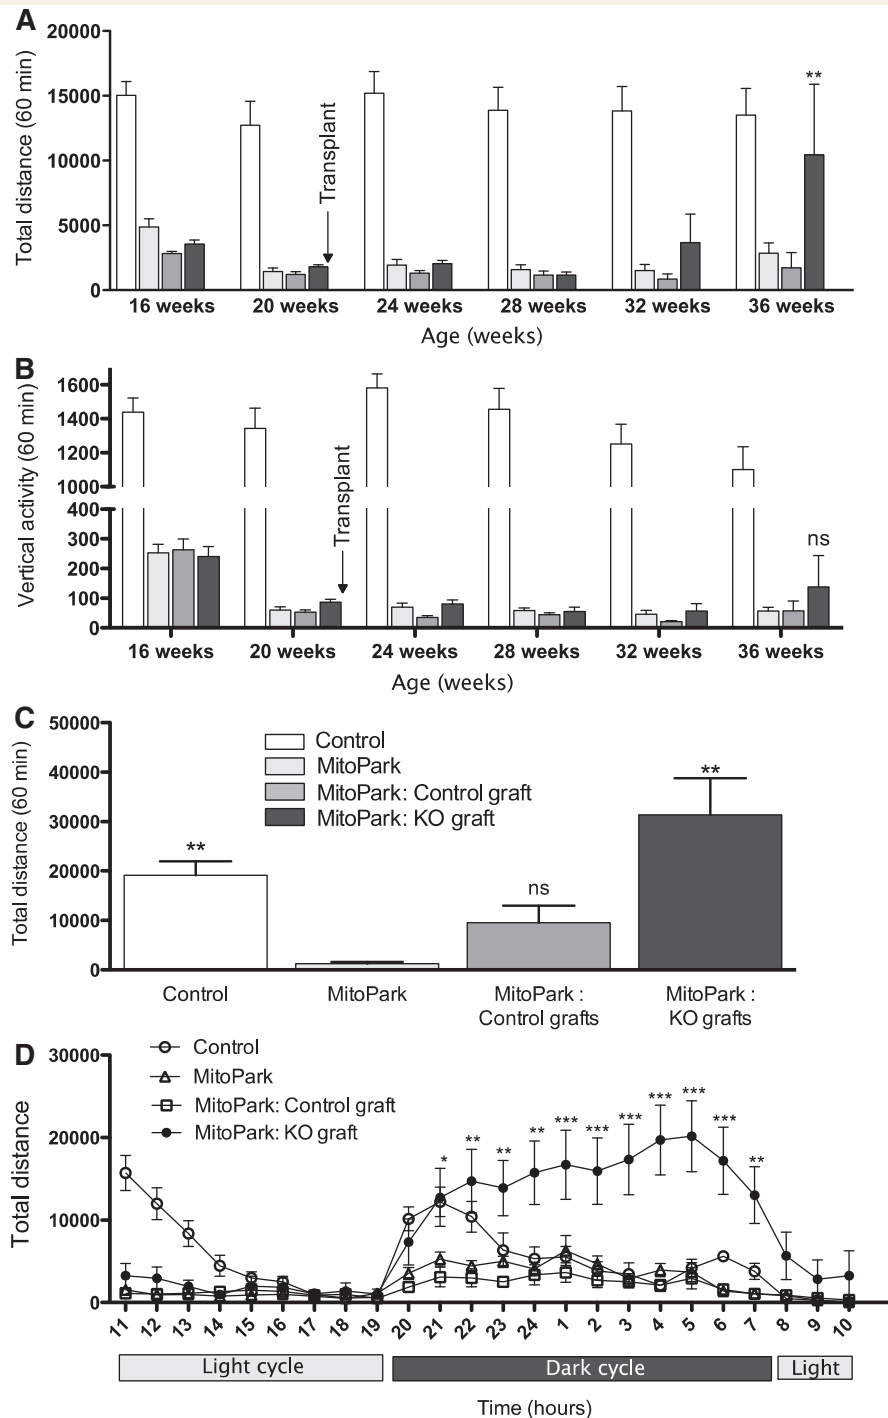 A
Total distance (60 min)
20000
15000
10000
5000
0
Transplant
**
16 weeks 20 weeks 24 weeks 28 weeks 32 weeks 36 weeks
Age (weeks)
B
Vertical activity (60 min)
1600
1400
1200
1000
400
300
200
100
0
Transplant
ns
16 weeks 20 weeks 24 weeks 28 weeks 32 weeks 36 weeks
Age (weeks)
C
Total distance (60 min)
50000
40000
30000
20000
10000
0
Control
MitoPark
MitoPark: Control graft
MitoPark: KO graft
**
ns
**
Control
MitoPark
MitoPark :
Control grafts
MitoPark :
KO grafts
D
Total distance
30000
20000
10000
0
Control
MitoPark
MitoPark: Control graft
MitoPark: KO graft
* ** ** ** *** *** *** *** *** *** **
11 12 13 14 15 16 17 18 19 20 21 22 23 24 1 2 3 4 5 6 7 8 9 10
Light cycle Dark cycle Light
Time (hours)